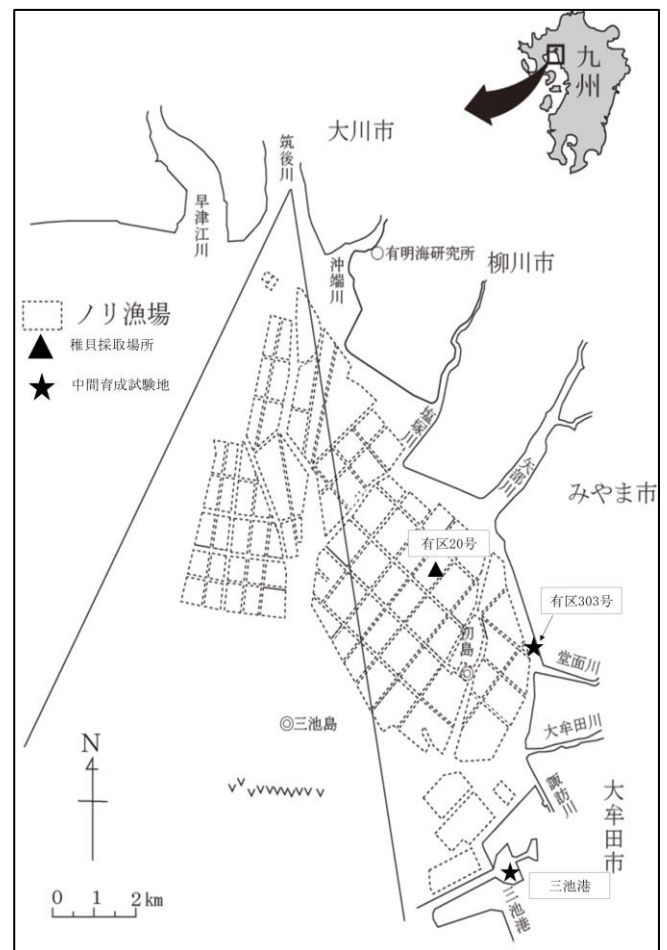 九州
大川市
筑後川
早津江川
沖端川
○有明海研究所
柳川市
ノリ漁場
▲ 稚貝採取場所
★ 中間育成試験地
塩塚川
矢部川
みやま市
有区20号
有区303号
初島
◎
堂面川
◎三池島
大牟田川
諏訪川
大牟田市
N
0 1 2km
三池港
三池港